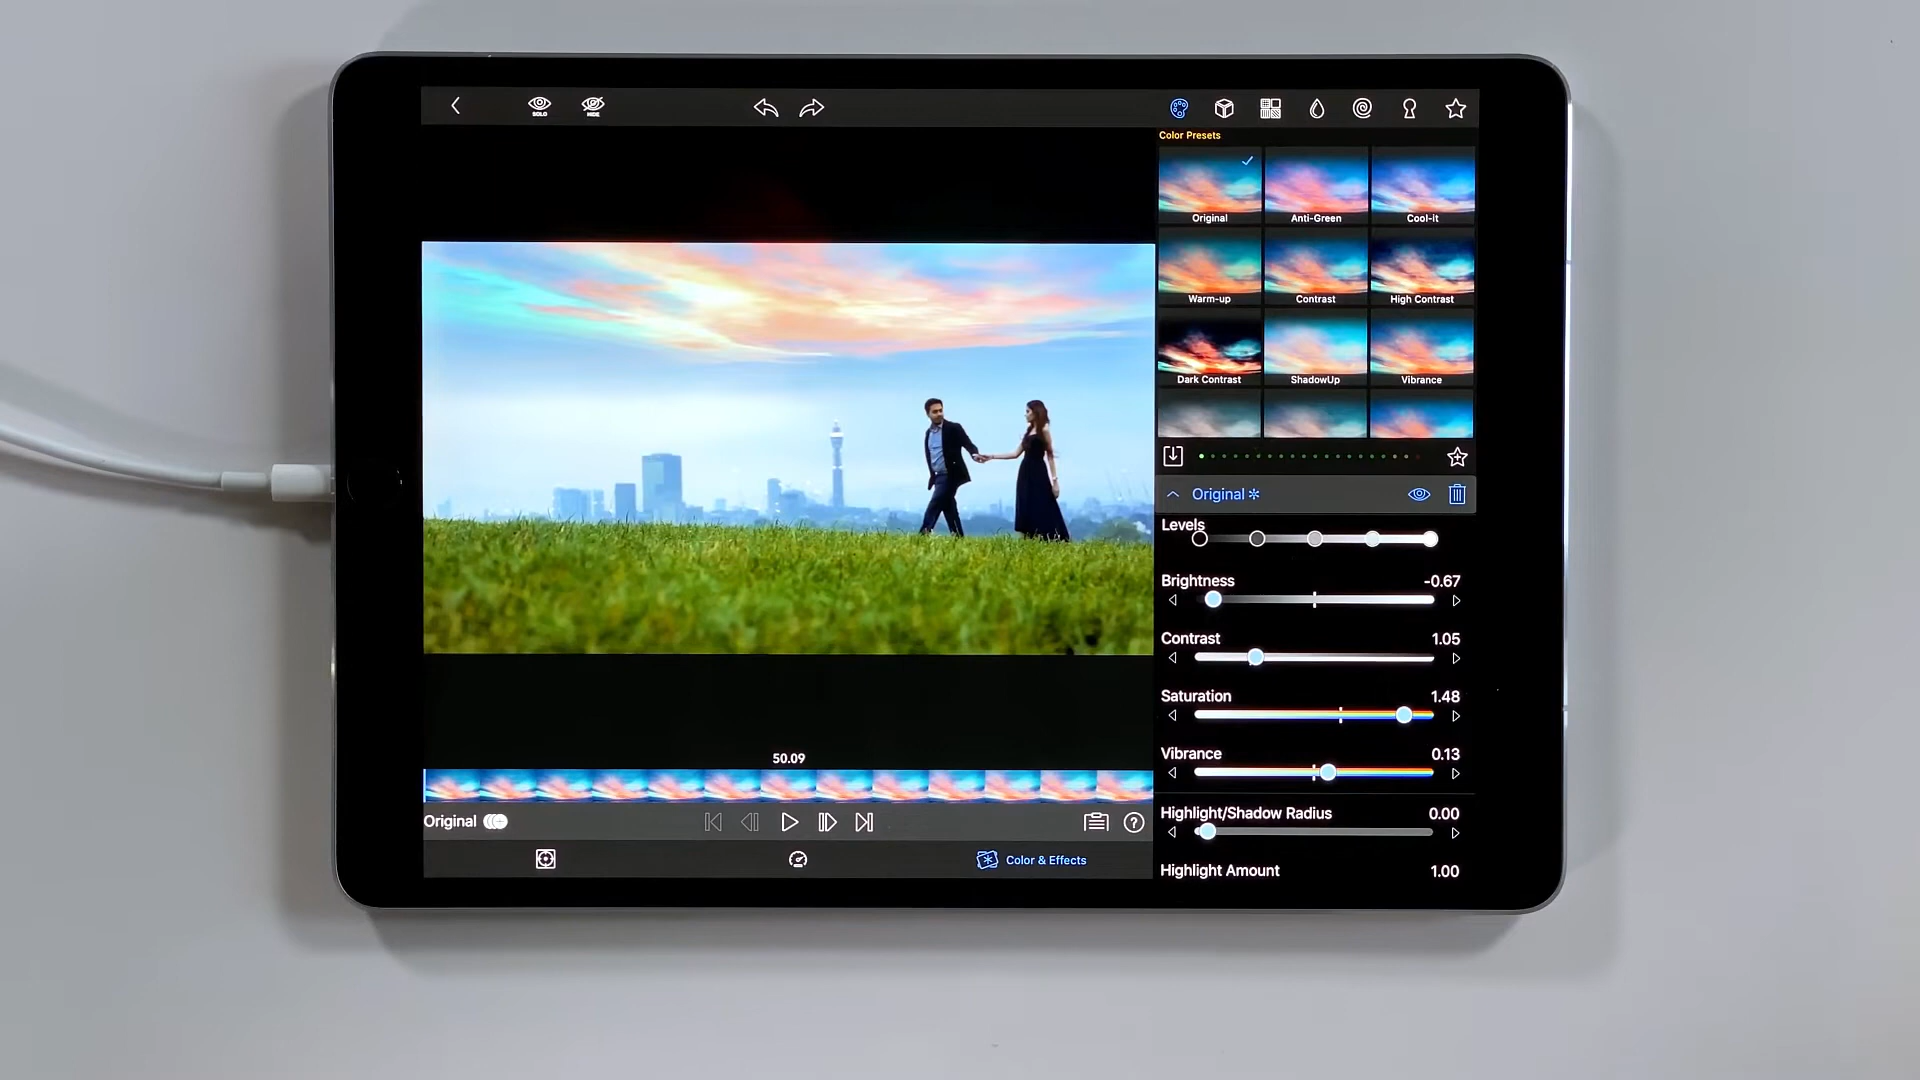 SOLO
HIDE
Color Presets
Original
Anti-Green
Cool-It
Warm-up
Contrast
High Contrast
Dark Contrast
ShadowUp
Vibrance
Original
Levels
Brightness
-0.67
Contrast
1.05
Saturation
1.48
Vibrance
0.13
Highlight/Shadow Radius
0.00
Highlight Amount
1.00
50.09
Original
?
Color & Effects